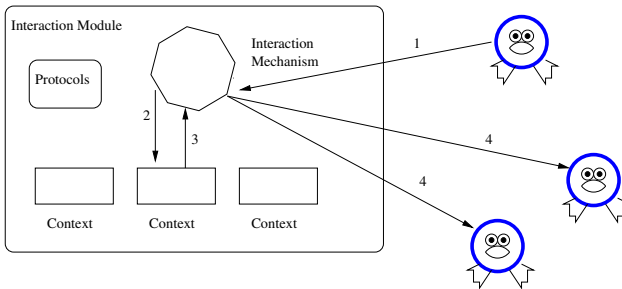 Interaction Module
Interaction
Mechanism
1
Protocols
2
3
4
4
Context
Context
Context